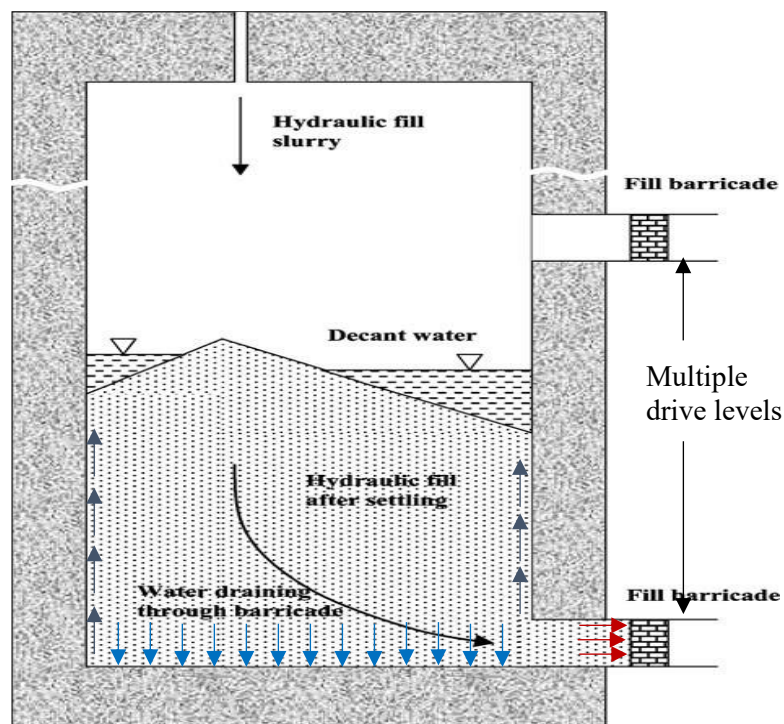 Hydraulic fill
slurry
Fill barricade
Decant water
Multiple
drive levels
Hydraulic fill
after settling
Water draining
through barricade
Fill barricade